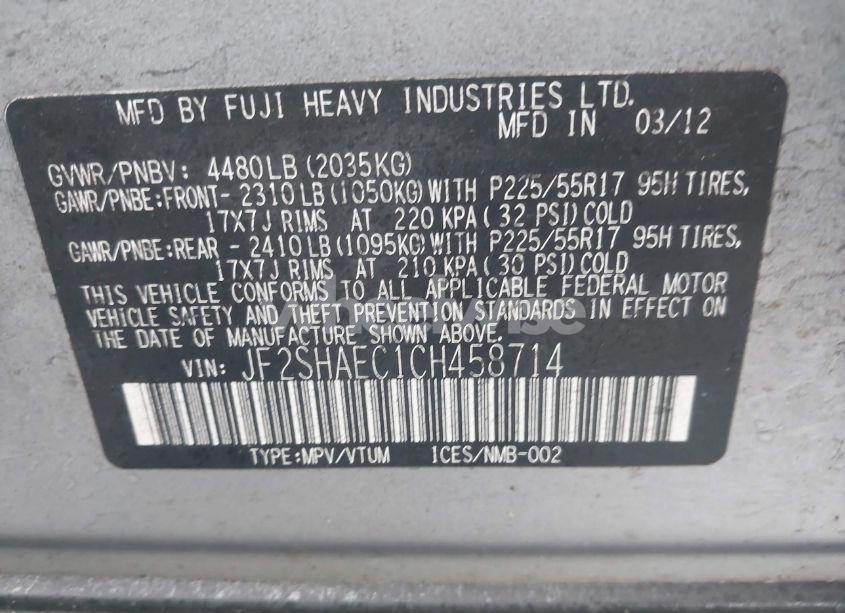 MFD BY FUJI HEAVY INDUSTRIES LTD.
MFD IN 03/12
GVWR/PNBV: 4480LB(2035KG)
GAWR/PNBE:FRONT- 2310LB(1050KG)WITH P225/55R17 95H TIRES,
17X7J RIMS AT 220 KPA( 32 PSI)COLD
GAWR/PNBE:REAR - 2410LB(1095KG)WITH P225/55R17 95H TIRES,
17X7J RIMS AT 210 KPA( 30 PSI)COLD
THIS VEHICLE CONFORMS TO ALL APPLICABLE FEDERAL MOTOR
VEHICLE SAFETY AND THEFT PREVENTION STANDARDS IN EFFECT ON
THE DATE OF MANUFACTURE SHOWN ABOVE.
VIN: JF2SHAEC1CH458714
TYPE:MPV/VTUM ICES/NMB-002